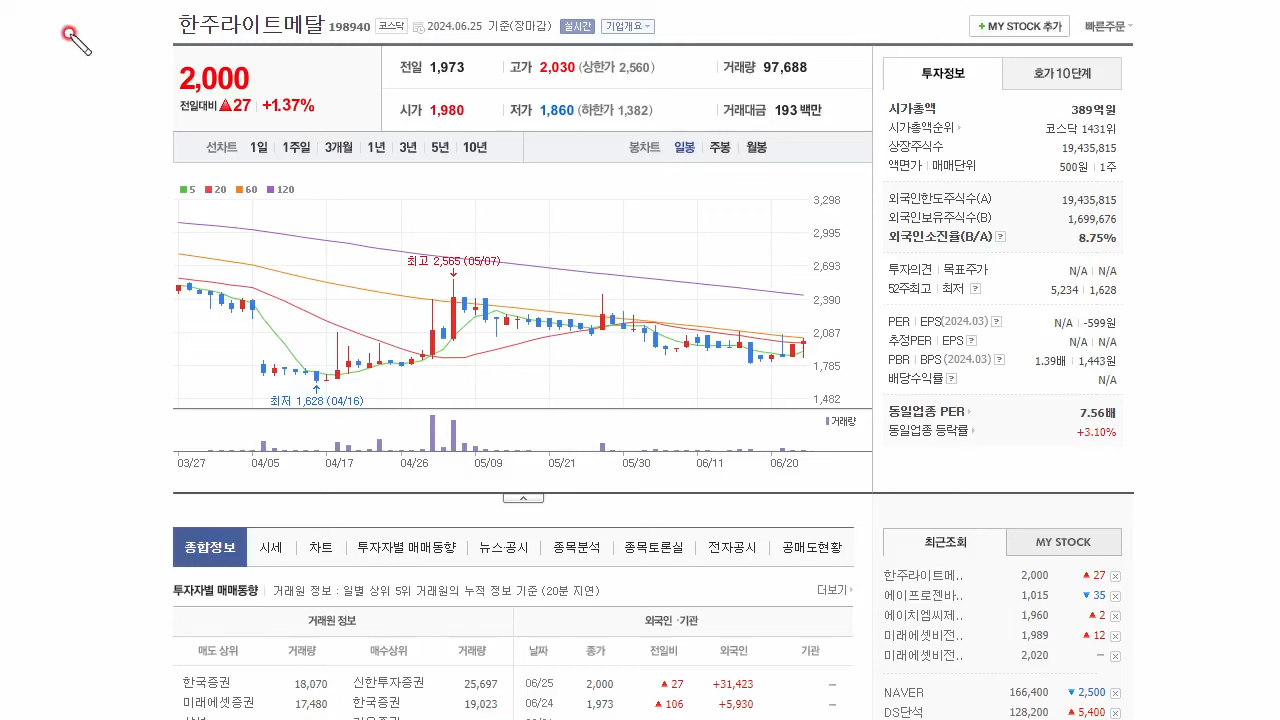 한주라이트메탈 198940 코스닥 2024.06.25 기준(장마감) 실시간 기업개요
+ MY STOCK 추가 빠른주문
2,000
전일대비 ▲27 +1.37%
전일 1,973 고가 2,030 (상한가 2,560) 거래량 97,688
시가 1,980 저가 1,860 (하한가 1,382) 거래대금 193 백만
선차트 1일 1주일 3개월 1년 3년 5년 10년 봉차트 일봉 주봉 월봉
5 20 60 120
3,298
2,995
2,693
2,390
2,087
1,785
1,482
최고 2,565 (05/07)
최저 1,628 (04/16)
거래량
03/27 04/05 04/17 04/26 05/09 05/21 05/30 06/11 06/20
투자정보 호가 10단계
시가총액 389억원
시가총액순위 코스닥 1431위
상장주식수 19,435,815
액면가 매매단위 500원 1주
외국인한도주식수(A) 19,435,815
외국인보유주식수(B) 1,699,676
외국인소진율(B/A) ? 8.75%
투자의견 목표주가 N/A N/A
52주최고 최저 ? 5,234 1,628
PER EPS(2024.03) ? N/A -599원
추정PER EPS ? N/A N/A
PBR BPS(2024.03) ? 1.39배 1,443원
배당수익률 ? N/A
동일업종 PER 7.56배
동일업종 등락률 +3.10%
종합정보 시세 차트 투자자별 매매동향 뉴스·공시 종목분석 종목토론실 전자공시 공매도현황
투자자별 매매동향 거래원 정보 : 일별 상위 5위 거래원의 누적 정보 기준 (20분 지연) 더보기
거래원 정보 외국인·기관
매도 상위 거래량 매수상위 거래량 날짜 종가 전일비 외국인 기관
한국증권 18,070 신한투자증권 25,697 06/25 2,000 ▲ 27 +31,423 –
미래에셋증권 17,480 한국증권 19,023 06/24 1,973 ▲ 106 +5,930 –
최근조회 MY STOCK
한주라이트메.. 2,000 ▲ 27
에이프로젠바.. 1,015 ▼ 35
에이치엠씨제.. 1,960 ▲ 2
미래에셋비전.. 1,989 ▲ 12
미래에셋비전.. 2,020 –
NAVER 166,400 ▼ 2,500
DS단석 128,200 ▲ 5,400